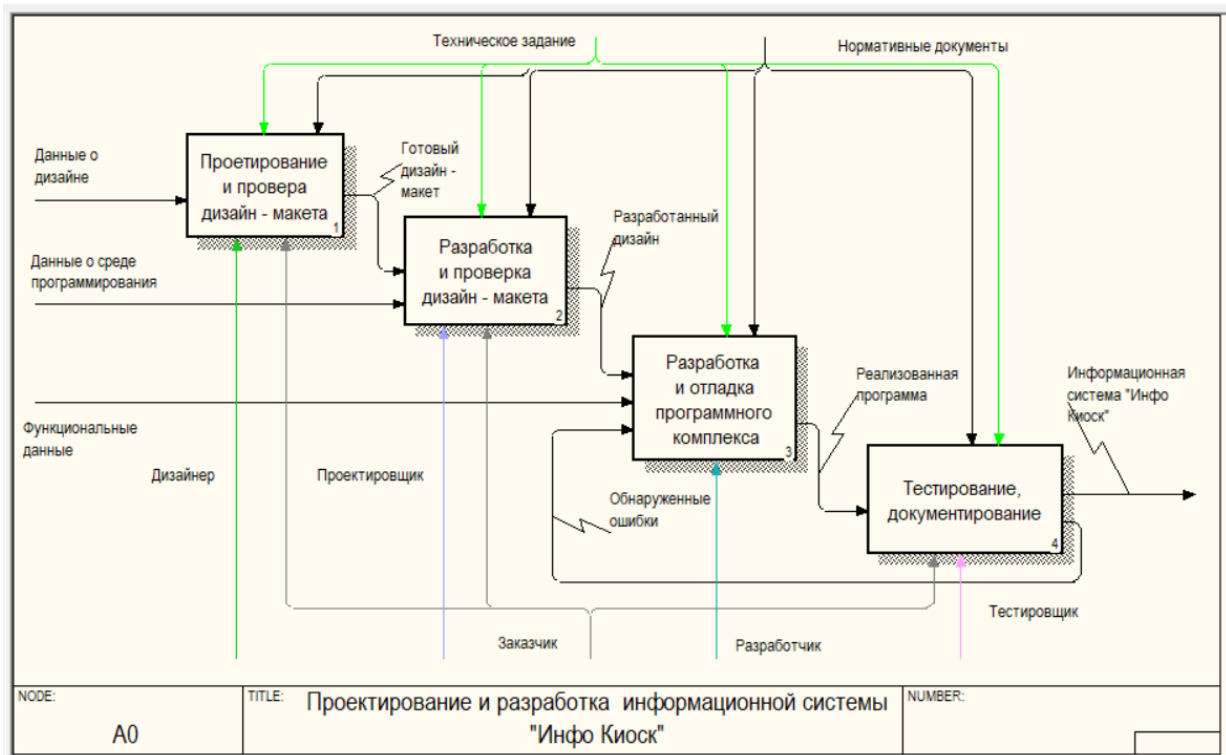 Техническое задание
Нормативные документы
Данные о
дизайне
Проетирование
и провера
дизайн - макета
1
Готовый
дизайн -
макет
Данные о среде
программирования
Разработка
и проверка
дизайн - макета
2
Разработанный
дизайн
Функциональные
данные
Разработка
и отладка
программного
комплекса
3
Реализованная
программа
Информационная
система "Инфо
Киоск"
Дизайнер
Проектировщик
Обнаруженные
ошибки
Тестирование,
документирование
4
Заказчик
Разработчик
Тестировщик
NODE:
A0
TITLE:
Проектирование и разработка информационной системы
"Инфо Киоск"
NUMBER: